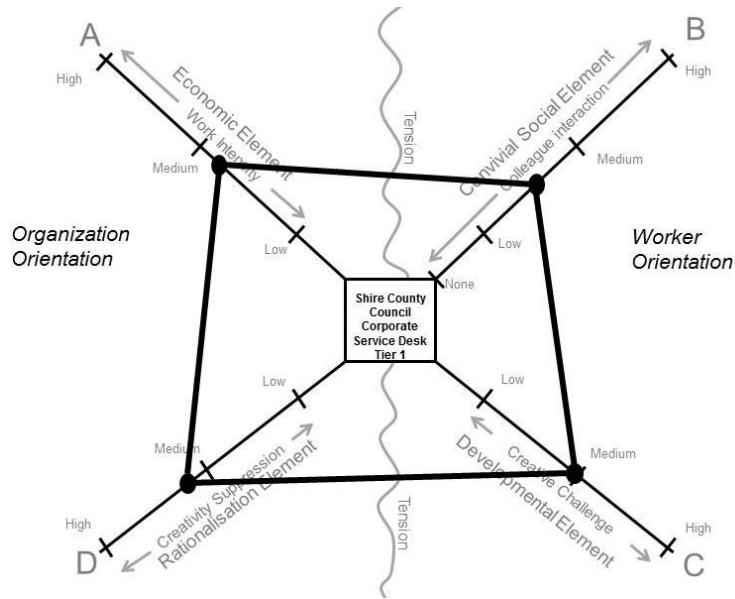 A
B
High
High
Economic Element
Work Intensity
Tension
Convivial Social Element
Colleague interaction
Medium
Medium
Organization
Orientation
Worker
Orientation
Low
Low
None
Shire County
Council
Corporate
Service Desk
Tier 1
Low
Low
Medium
Medium
Creativity Suppression
Rationalisation Element
Tension
Creative Challenge
Developmental Element
High
High
D
C